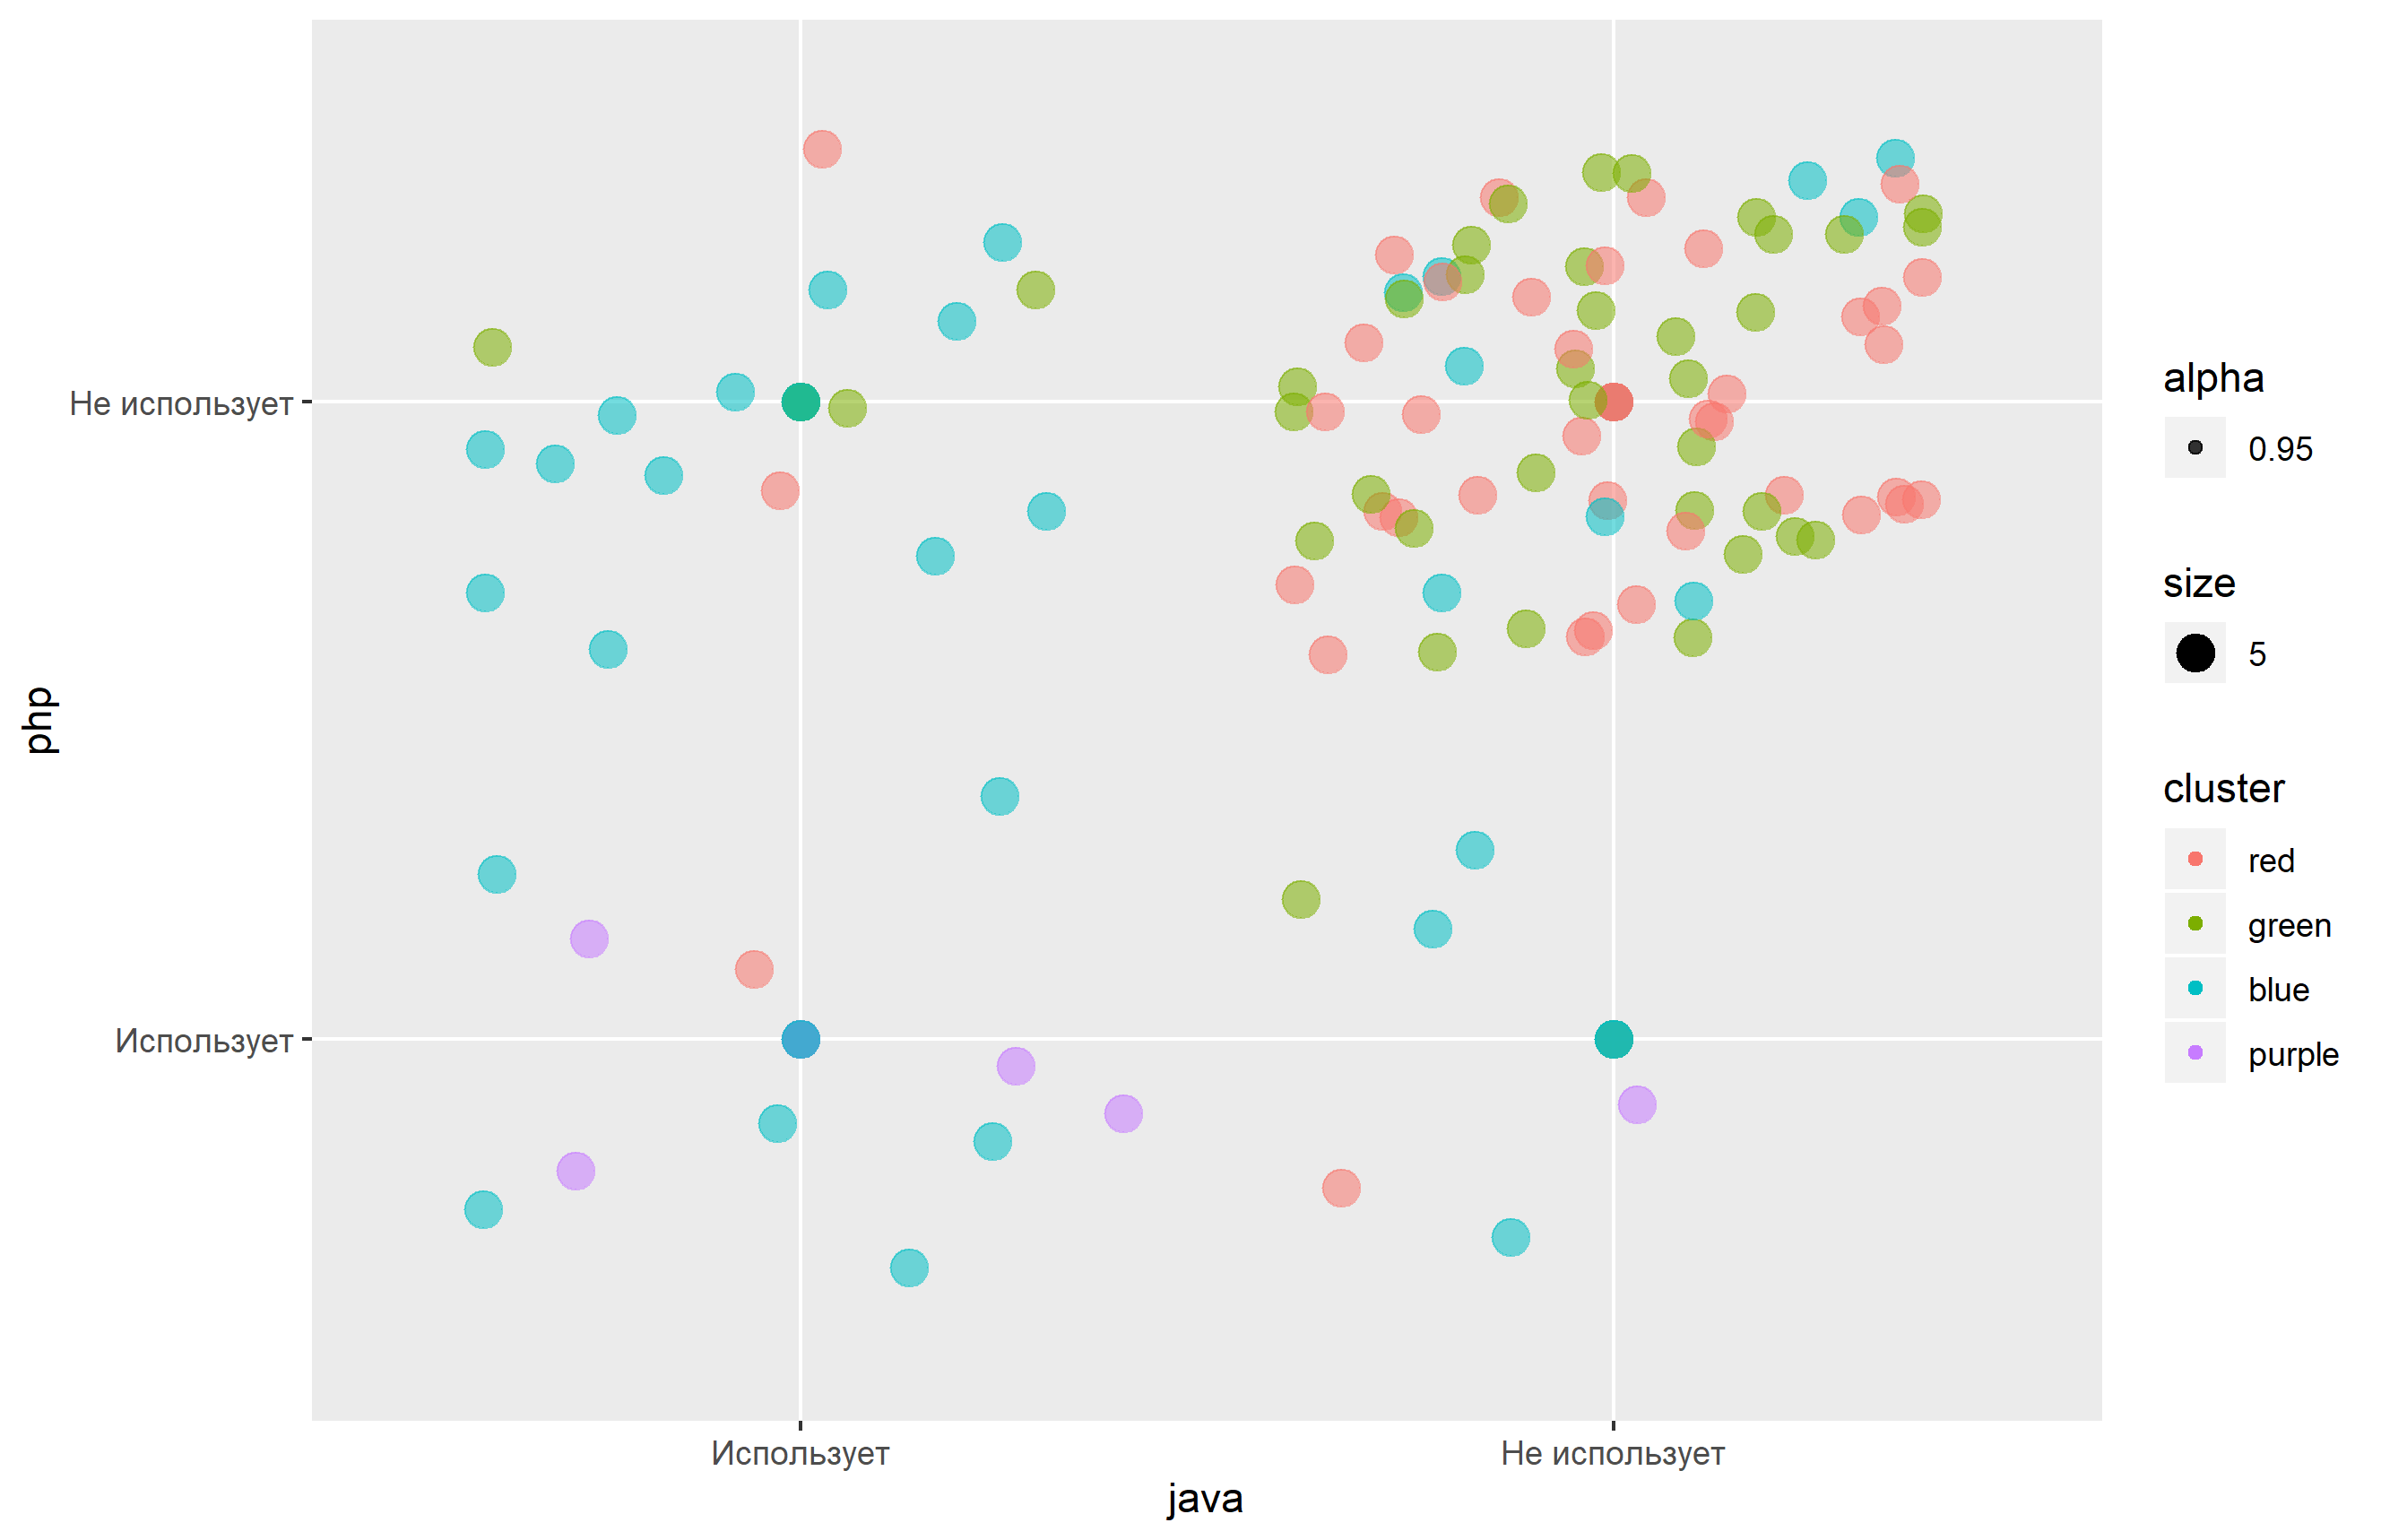 php
Не использует
Использует
Использует
Не использует
java
alpha
0.95
size
5
cluster
red
green
blue
purple